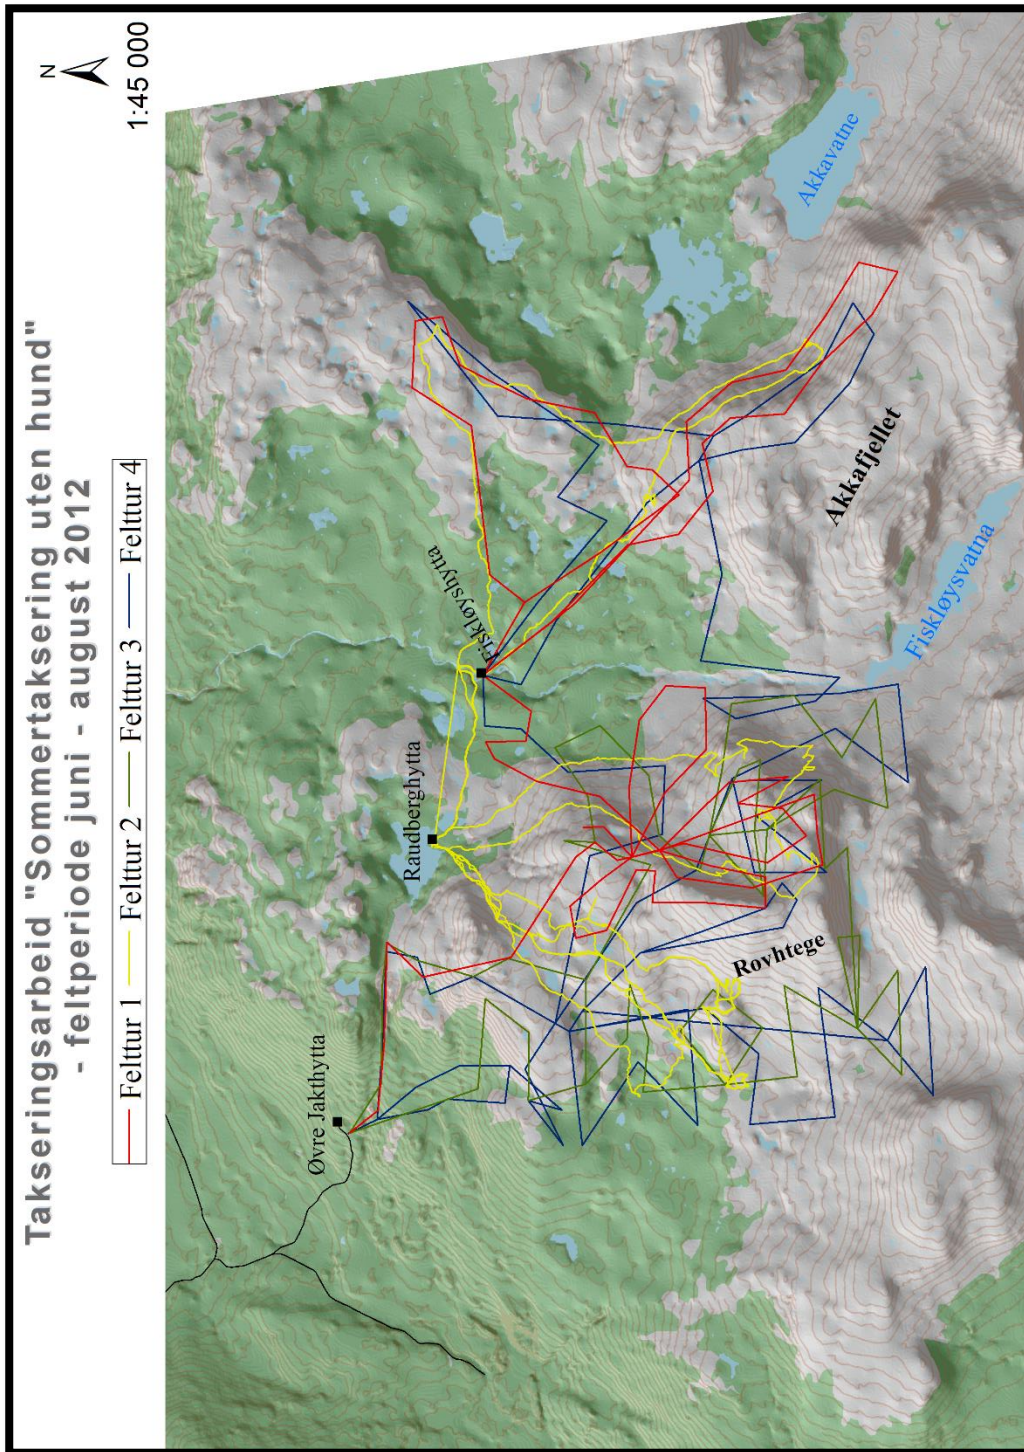 Takseringsarbeid "Sommertaksering uten hund"
- feltperiode juni - august 2012
Felttur 1 Felttur 2 Felttur 3 Felttur 4
N
1:45 000
Øvre Jakthytta
Raudberghytta
Fiskløyshytta
Rovhtege
Akkafjellet
Fiskløysvatna
Akkavatne